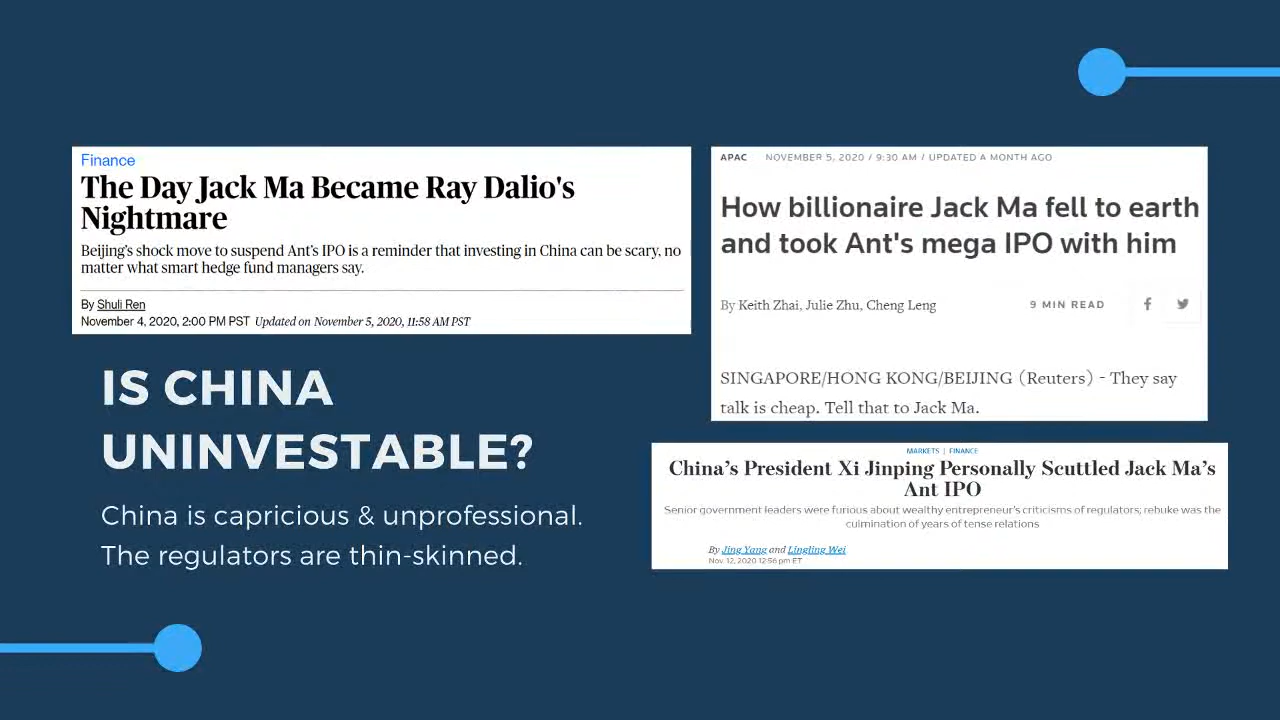 Finance
The Day Jack Ma Became Ray Dalio's
Nightmare
Beijing's shock move to suspend Ant's IPO is a reminder that investing in China can be scary, no
matter what smart hedge fund managers say.
By Shuli Ren
November 4, 2020, 2:00 PM PST Updated on November 5, 2020, 11:58 AM PST
APAC NOVEMBER 5, 2020 / 9:30 AM / UPDATED A MONTH AGO
How billionaire Jack Ma fell to earth
and took Ant's mega IPO with him
By Keith Zhai, Julie Zhu, Cheng Leng
9 MIN READ
SINGAPORE/HONG KONG/BEIJING (Reuters) - They say
talk is cheap. Tell that to Jack Ma.
IS CHINA
UNINVESTABLE?
China is capricious & unprofessional.
The regulators are thin-skinned.
MARKETS | FINANCE
China's President Xi Jinping Personally Scuttled Jack Ma's
Ant IPO
Senior government leaders were furious about wealthy entrepreneur's criticisms of regulators; rebuke was the
culmination of years of tense relations
By Jing Yang and Lingling Wei
Nov. 12, 2020 12:56 pm ET